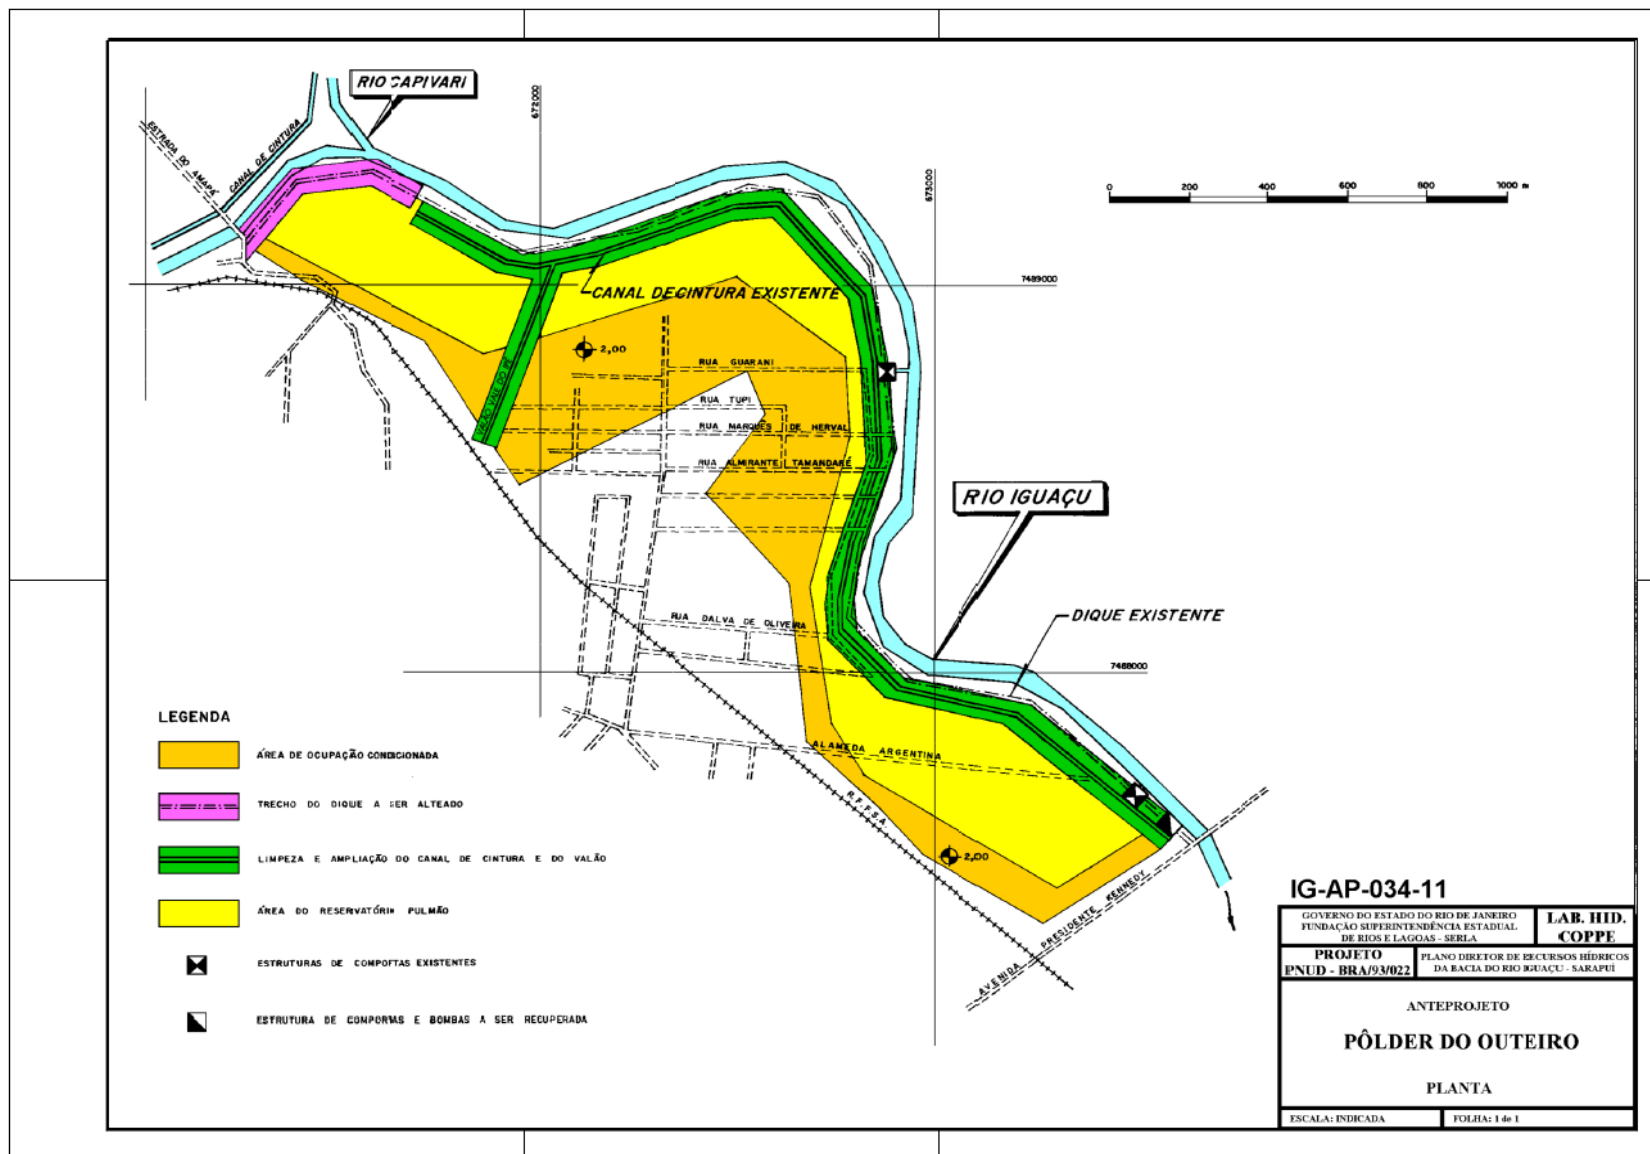 RIO CAPIVARI
672000
ESTRADA DO AMAPÁ
CANAL DE CINTURA
673000
0 200 400 600 800 1000 m
7489000
CANAL DE CINTURA EXISTENTE
2,00
VALÃO VALE DO IPÊ
RUA GUARANI
RUA TUPI
RUA MARQUÊS DE HERVAL
RUA ALMIRANTE TAMANDARÉ
RIO IGUAÇU
RUA DALVA DE OLIVEIRA
DIQUE EXISTENTE
7488000
ALAMEDA ARGENTINA
R.F.F.S.A.
2,00
AVENIDA PRESIDENTE KENNEDY
LEGENDA
ÁREA DE OCUPAÇÃO CONDICIONADA
TRECHO DO DIQUE A SER ALTEADO
LIMPEZA E AMPLIAÇÃO DO CANAL DE CINTURA E DO VALÃO
ÁREA DO RESERVATÓRIO PULMÃO
ESTRUTURAS DE COMPORTAS EXISTENTES
ESTRUTURA DE COMPORTAS E BOMBAS A SER RECUPERADA
IG-AP-034-11
GOVERNO DO ESTADO DO RIO DE JANEIRO
FUNDAÇÃO SUPERINTENDÊNCIA ESTADUAL
DE RIOS E LAGOAS - SERLA
LAB. HID.
COPPE
PROJETO
PNUD - BRA/93/022
PLANO DIRETOR DE RECURSOS HÍDRICOS
DA BACIA DO RIO IGUAÇU - SARAPUÍ
ANTEPROJETO
PÔLDER DO OUTEIRO
PLANTA
ESCALA: INDICADA
FOLHA: 1 de 1